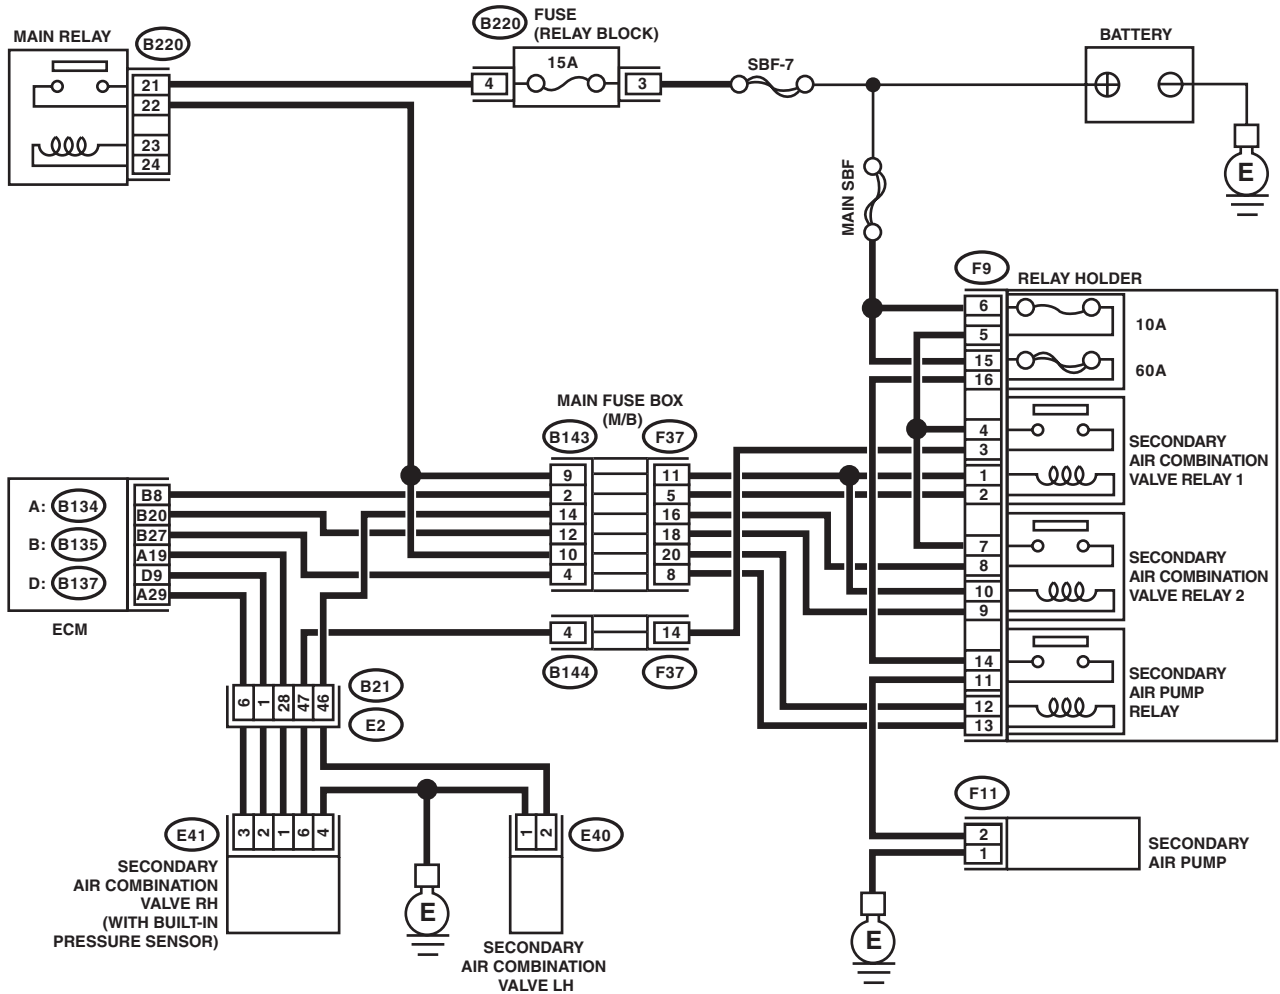 MAIN RELAY
B220
21
22
23
24
B220
FUSE
(RELAY BLOCK)
15A
4
3
SBF-7
BATTERY
E
MAIN SBF
F9
RELAY HOLDER
6
5
15
16
4
3
1
2
7
8
10
9
14
11
12
13
10A
60A
SECONDARY
AIR COMBINATION
VALVE RELAY 1
SECONDARY
AIR COMBINATION
VALVE RELAY 2
SECONDARY
AIR PUMP
RELAY
MAIN FUSE BOX
(M/B)
B143
F37
9
11
2
5
14
16
12
18
10
20
4
8
4
14
B144
F37
A: B134
B: B135
D: B137
ECM
B8
B20
B27
A19
D9
A29
6
1
28
47
46
B21
E2
E41
3
2
1
6
4
SECONDARY
AIR COMBINATION
VALVE RH
(WITH BUILT-IN
PRESSURE SENSOR)
E
1
2
E40
SECONDARY
AIR COMBINATION
VALVE LH
F11
2
1
SECONDARY
AIR PUMP
E